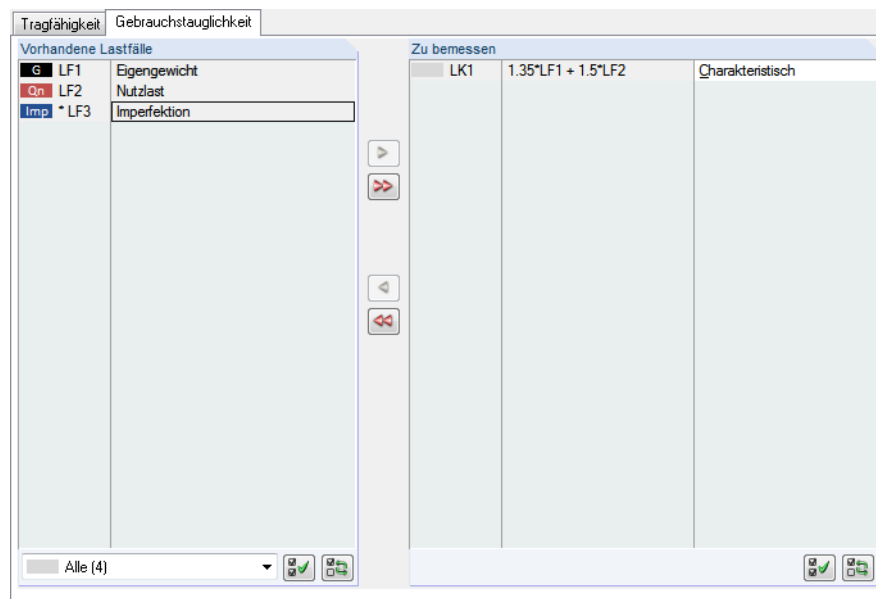 Tragfähigkeit Gebrauchstauglichkeit
Vorhandene Lastfälle Zu bemessen
G LF1 Eigengewicht LK1 1.35*LF1 + 1.5*LF2 Charakteristisch
Qn LF2 Nutzlast
Imp * LF3 Imperfektion
Alle (4)